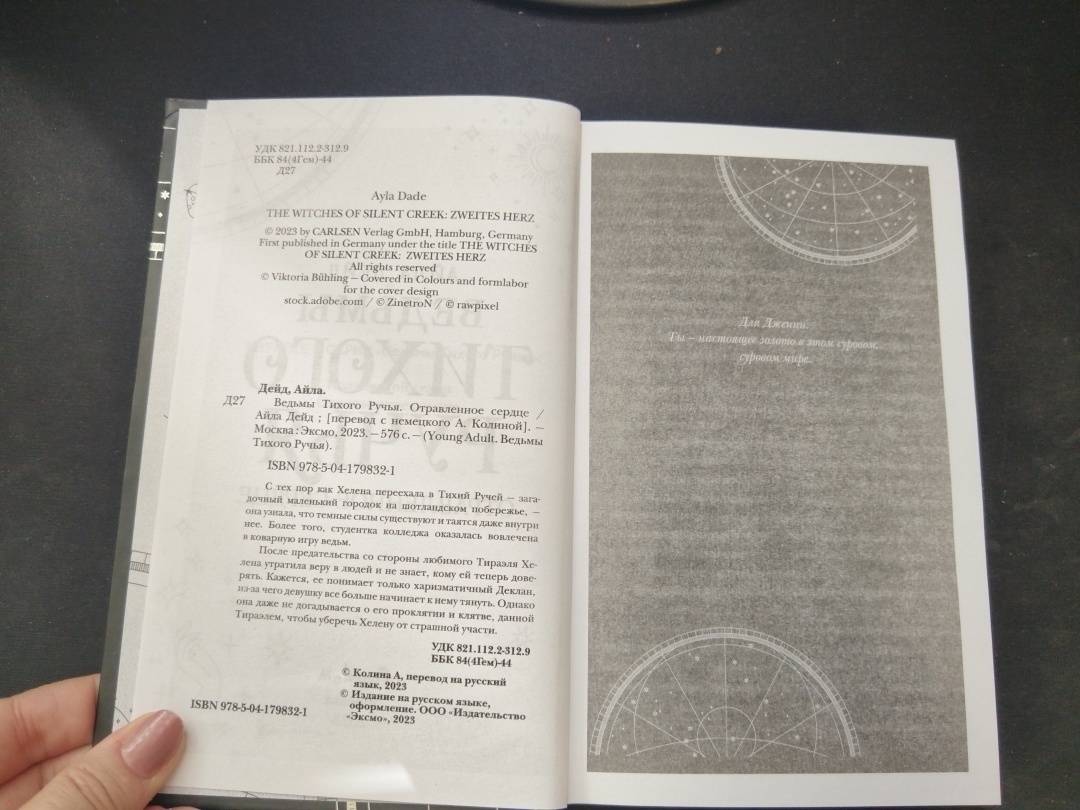 УДК 821.112.2-312.9
ББК 84(4Гем)-44
Д27
Ayla Dade
THE WITCHES OF SILENT CREEK: ZWEITES HERZ
© 2023 by CARLSEN Verlag GmbH, Hamburg, Germany
First published in Germany under the title THE WITCHES
OF SILENT CREEK: ZWEITES HERZ
All rights reserved
© Viktoria Bühling — Covered in Colours and formlabor
for the cover design
stock.adobe.com / © ZinetroN / © rawpixel
Дейд, Айла.
Д27 Ведьмы Тихого Ручья. Отравленное сердце /
Айла Дейд ; [перевод с немецкого А. Колиной]. —
Москва : Эксмо, 2023. — 576 с. — (Young Adult. Ведьмы
Тихого Ручья).
ISBN 978-5-04-179832-1
С тех пор как Хелена переехала в Тихий Ручей — зага-
дочный маленький городок на шотландском побережье, —
она узнала, что темные силы существуют и таятся даже внутри
нее. Более того, студентка колледжа оказалась вовлечена
в коварную игру ведьм.
После предательства со стороны любимого Тираэля Хе-
лена утратила веру в людей и не знает, кому ей теперь дове-
рять. Кажется, ее понимает только харизматичный Деклан,
из-за чего девушку все больше начинает к нему тянуть. Однако
она даже не догадывается о его проклятии и клятве, данной
Тираэлем, чтобы уберечь Хелену от страшной участи.
УДК 821.112.2-312.9
ББК 84(4Гем)-44
© Колина А, перевод на русский
язык, 2023
© Издание на русском языке,
оформление. ООО «Издательство
«Эксмо», 2023
ISBN 978-5-04-179832-1
Для Дженни.
Ты — настоящее золото в этом суровом,
суровом мире.